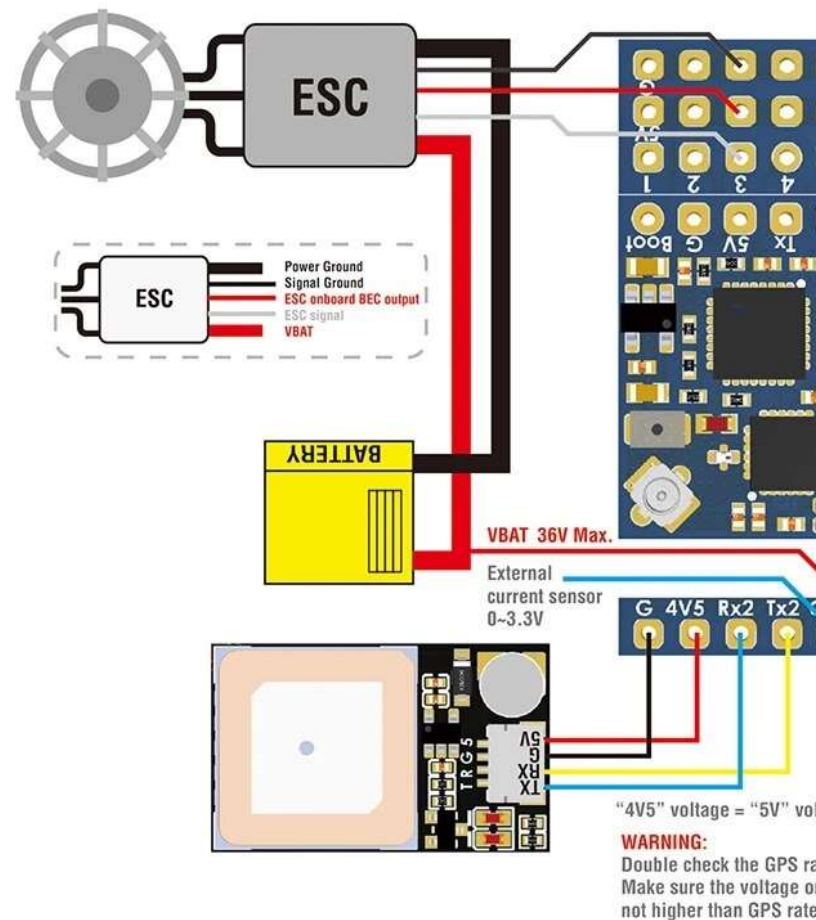 ESC
G
5V
1 2 3 4
Boot G 5V Tx
ESC
Power Ground
Signal Ground
ESC onboard BEC output
ESC signal
VBAT
BATTERY
VBAT 36V Max.
External
current sensor
0~3.3V
G 4V5 Rx2 Tx2
5V
G
RX
TX
T R G 5
"4V5" voltage = "5V"
WARNING:
Double check the GPS
Make sure the voltage
not higher than GPS